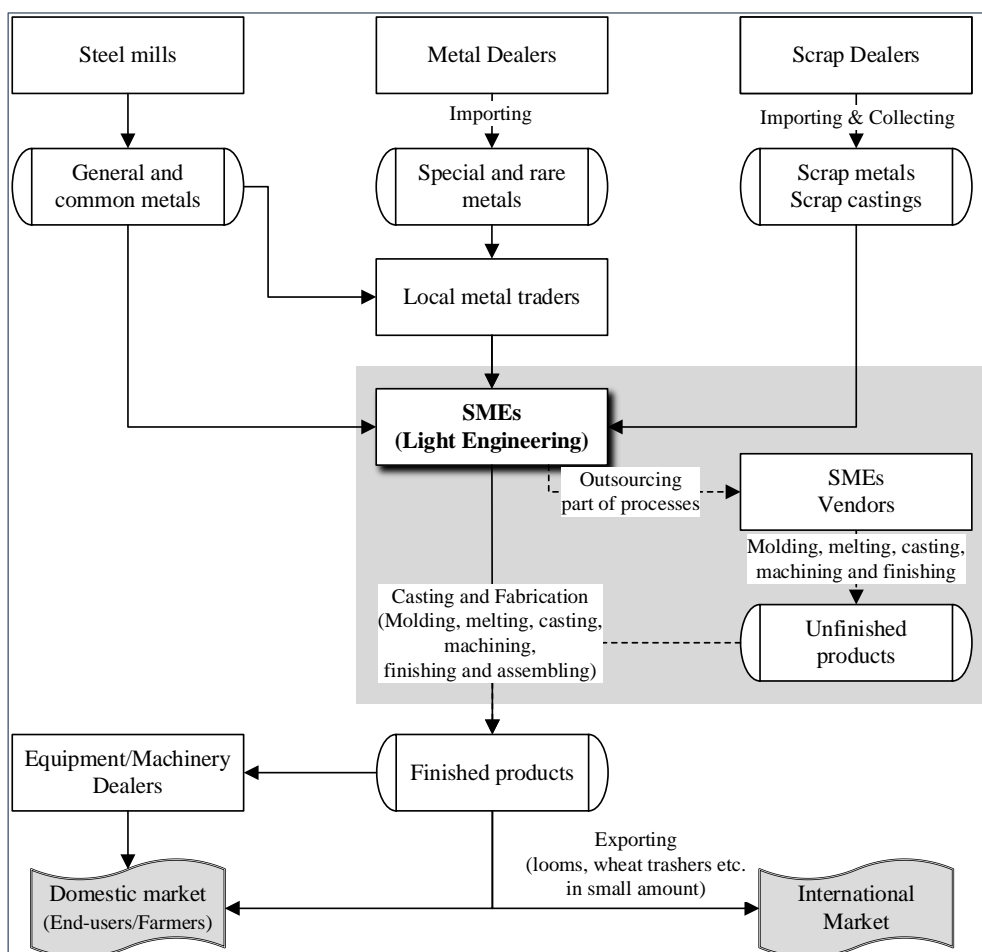 Steel mills
Metal Dealers
Scrap Dealers
Importing
Importing & Collecting
General and
common metals
Special and rare
metals
Scrap metals
Scrap castings
Local metal traders
SMEs
(Light Engineering)
Outsourcing
part of processes
SMEs
Vendors
Molding, melting, casting,
machining and finishing
Casting and Fabrication
(Molding, melting, casting,
machining,
finishing and assembling)
Unfinished
products
Equipment/Machinery
Dealers
Finished products
Exporting
(looms, wheat trashers etc.
in small amount)
Domestic market
(End-users/Farmers)
International
Market